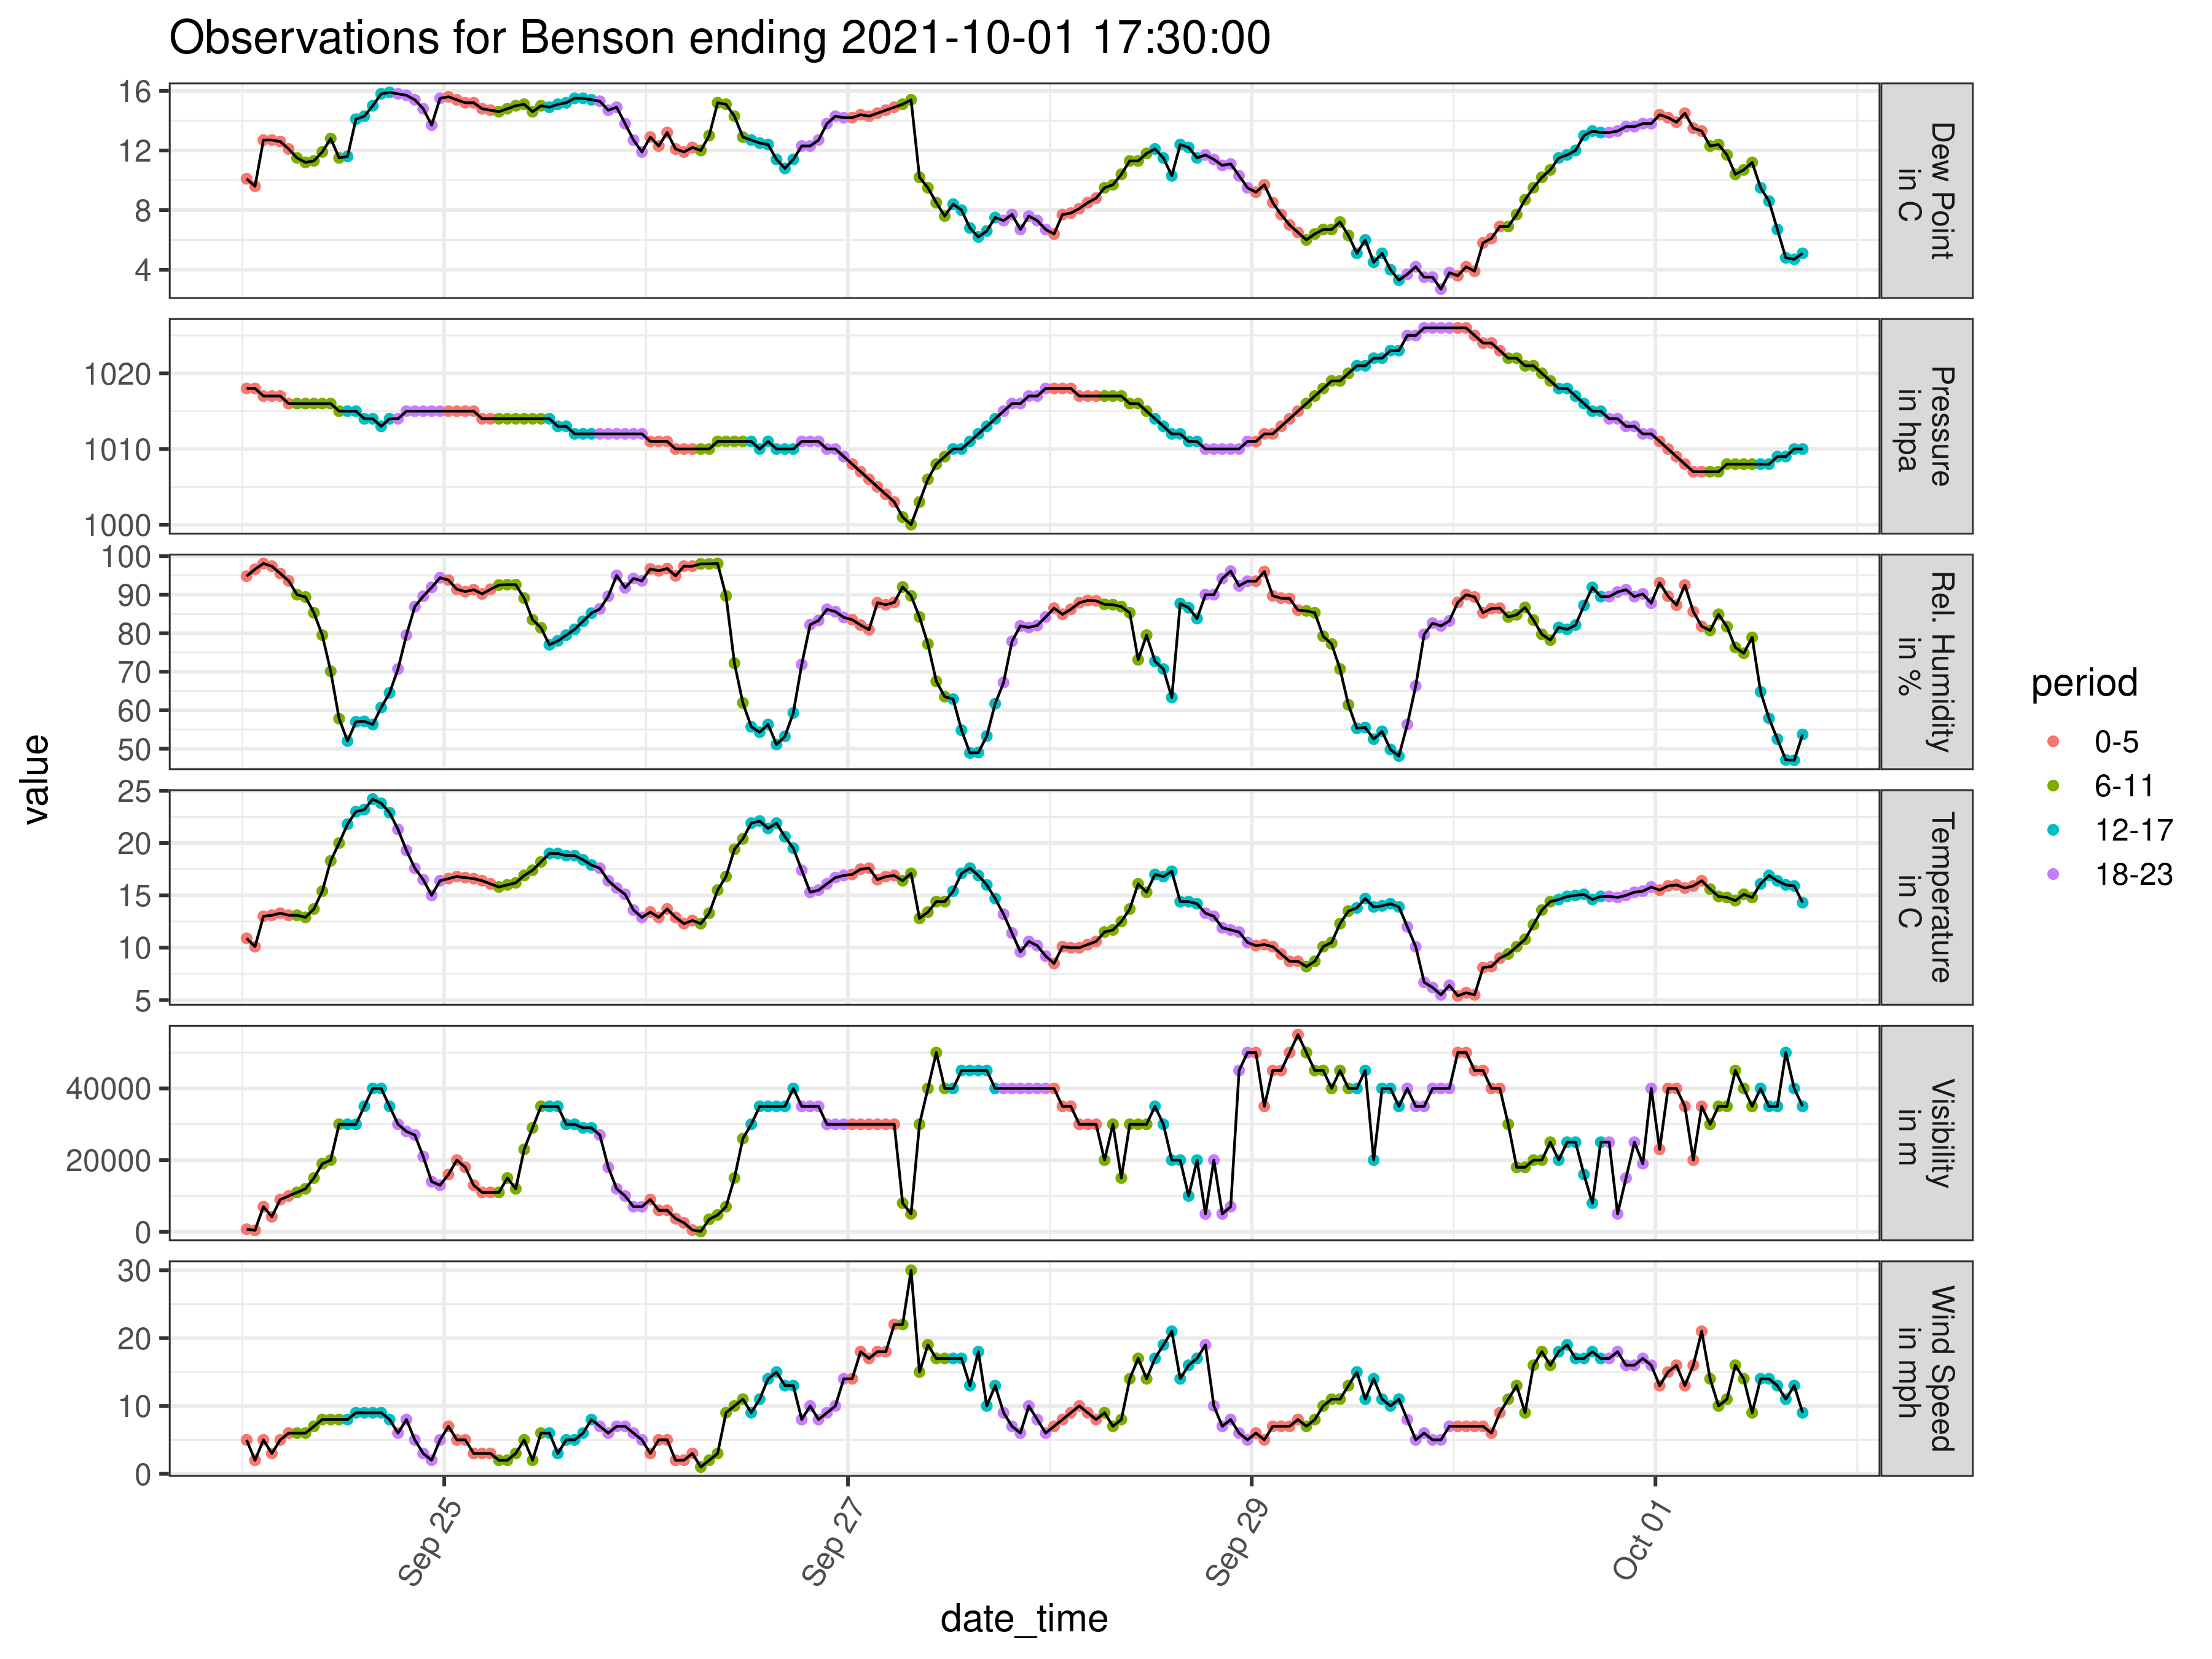 Observations for Benson ending 2021-10-01 17:30:00
16
12
8
4
Dew Point
in C
1020
1010
1000
Pressure
in hpa
100
90
80
70
60
50
Rel. Humidity
in %
25
20
15
10
5
Temperature
in C
40000
20000
0
Visibility
in m
30
20
10
0
Wind Speed
in mph
value
Sep 25
Sep 27
Sep 29
Oct 01
date_time
period
0-5
6-11
12-17
18-23